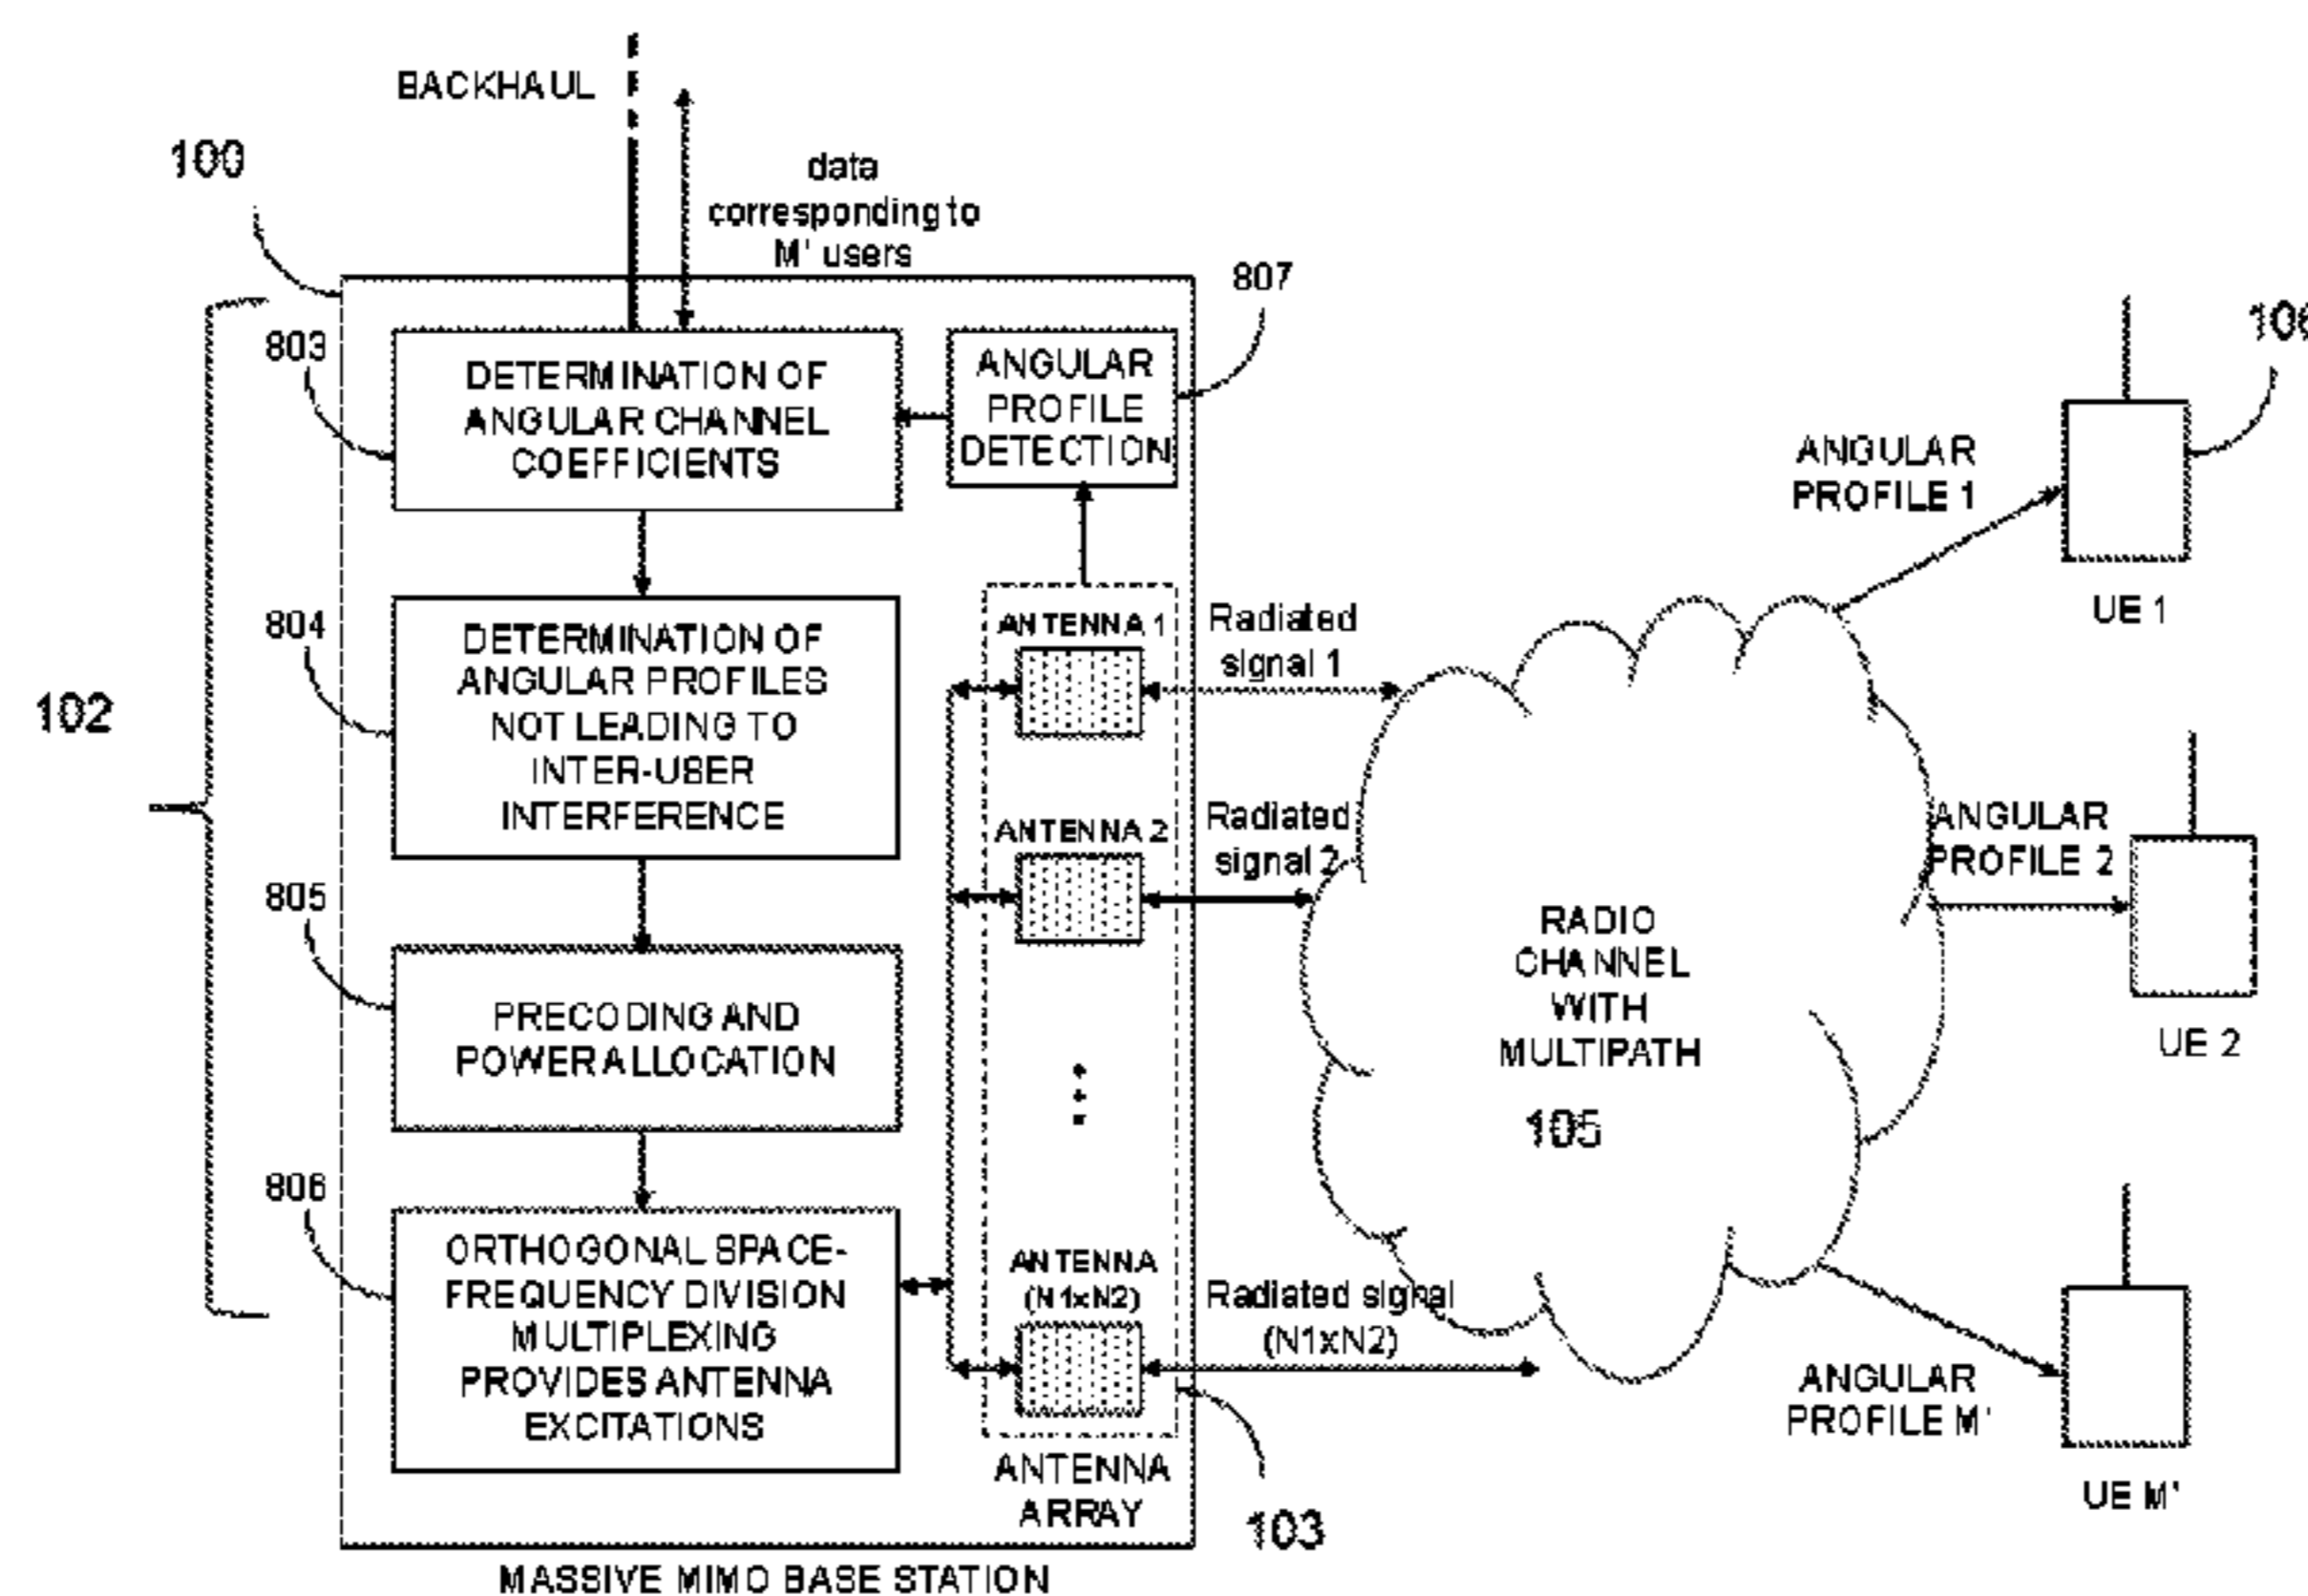 BACKHAUL
100
data
corresponding to
M' users
807
803
DETERMINATION OF
ANGULAR CHANNEL
COEFFICIENTS
ANGULAR
PROFILE
DETECTION
106
ANGULAR
PROFILE 1
UE 1
804
DETERMINATION OF
ANGULAR PROFILES
NOT LEADING TO
INTER-USER
INTERFERENCE
ANTENNA 1
Radiated
signal 1
102
ANTENNA 2
Radiated
signal 2
ANGULAR
PROFILE 2
UE 2
805
PRECODING AND
POWER ALLOCATION
RADIO
CHANNEL
WITH
MULTIPATH
105
806
ORTHOGONAL SPACE-
FREQUENCY DIVISION
MULTIPLEXING
PROVIDES ANTENNA
EXCITATIONS
ANTENNA
(N1xN2)
Radiated signal
(N1xN2)
ANGULAR
PROFILE M'
UE M'
ANTENNA
ARRAY
103
MASSIVE MIMO BASE STATION